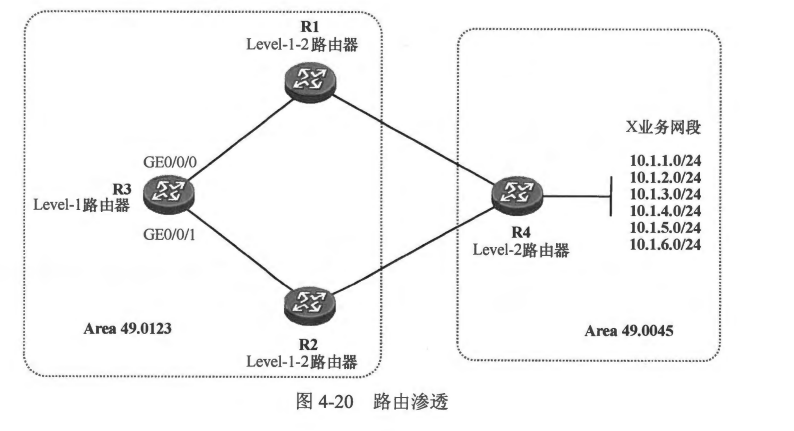 R1
Level-1-2路由器
X业务网段
10.1.1.0/24
10.1.2.0/24
10.1.3.0/24
10.1.4.0/24
10.1.5.0/24
10.1.6.0/24
GE0/0/0
R3
Level-1路由器
GE0/0/1
R4
Level-2路由器
Area 49.0123
R2
Level-1-2路由器
Area 49.0045
图 4-20 路由渗透